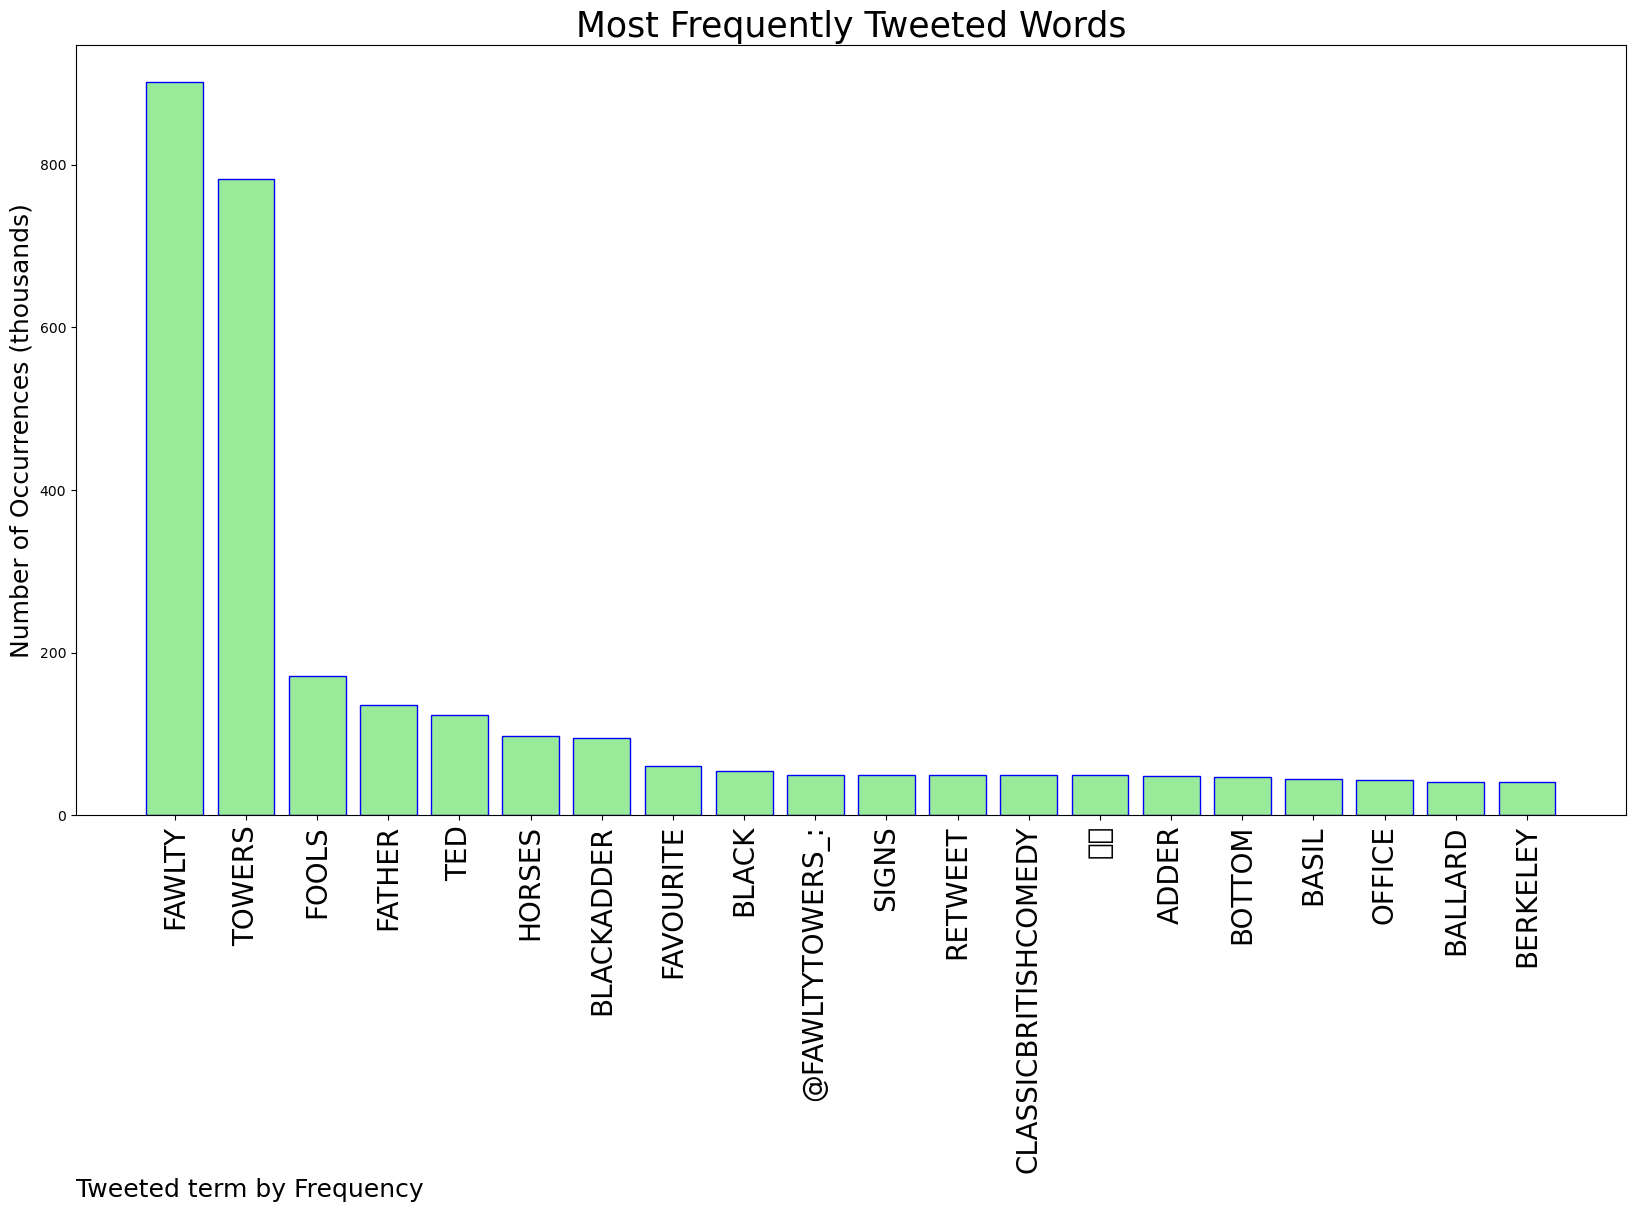 Most Frequently Tweeted Words
Number of Occurrences (thousands)
800
600
400
200
0
FAWLTY
TOWERS
FOOLS
FATHER
TED
HORSES
BLACKADDER
FAVOURITE
BLACK
@FAWLTYTOWERS_:
SIGNS
RETWEET
CLASSICBRITISHCOMEDY
ADDER
BOTTOM
BASIL
OFFICE
BALLARD
BERKELEY
Tweeted term by Frequency